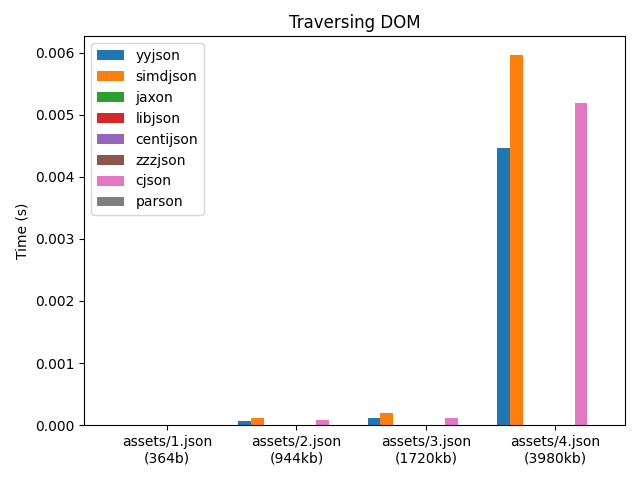 Traversing DOM
yyjson
simdjson
jaxon
libjson
centijson
zzzjson
cjson
parson
Time (s)
0.006
0.005
0.004
0.003
0.002
0.001
0.000
assets/1.json
(364b)
assets/2.json
(944kb)
assets/3.json
(1720kb)
assets/4.json
(3980kb)